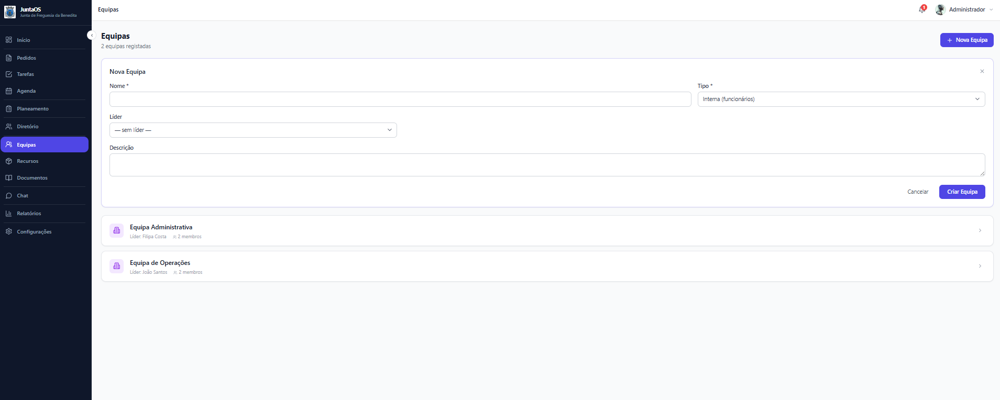 JuntaOS
Junta de Freguesia da Benedita
Equipas
1
Administrador
Início
Pedidos
Tarefas
Agenda
Planeamento
Diretório
Equipas
Recursos
Documentos
Chat
Relatórios
Configurações
Equipas
2 equipas registadas
+ Nova Equipa
Nova Equipa
Nome *
Tipo *
Interna (funcionários)
Líder
— sem líder —
Descrição
Cancelar
Criar Equipa
Equipa Administrativa
Líder: Filipa Costa 2 membros
Equipa de Operações
Líder: João Santos 2 membros